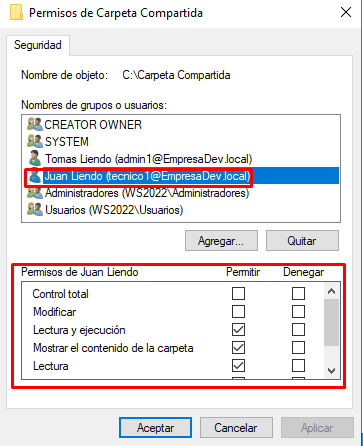 Permisos de Carpeta Compartida
Seguridad
Nombre de objeto: C:\Carpeta Compartida
Nombres de grupos o usuarios:
CREATOR OWNER
SYSTEM
Tomas Liendo (admin1@EmpresaDev.local)
Juan Liendo (tecnico1@EmpresaDev.local)
Administradores (WS2022\Administradores)
Usuarios (WS2022\Usuarios)
Agregar... Quitar
Permisos de Juan Liendo Permitir Denegar
Control total
Modificar
Lectura y ejecución
Mostrar el contenido de la carpeta
Lectura
Aceptar Cancelar Aplicar